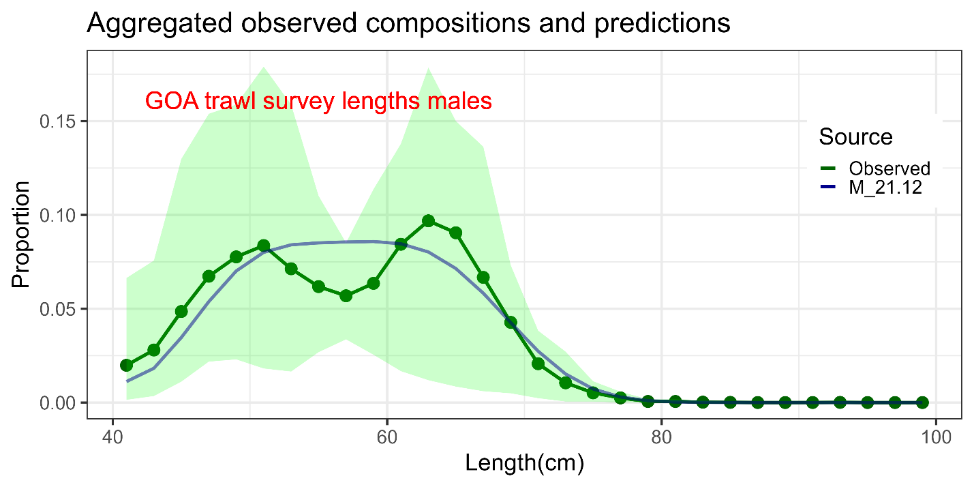 Aggregated observed compositions and predictions
GOA trawl survey lengths males
Proportion
0.15
0.10
0.05
0.00
Source
Observed
M_21.12
40
60
80
100
Length(cm)